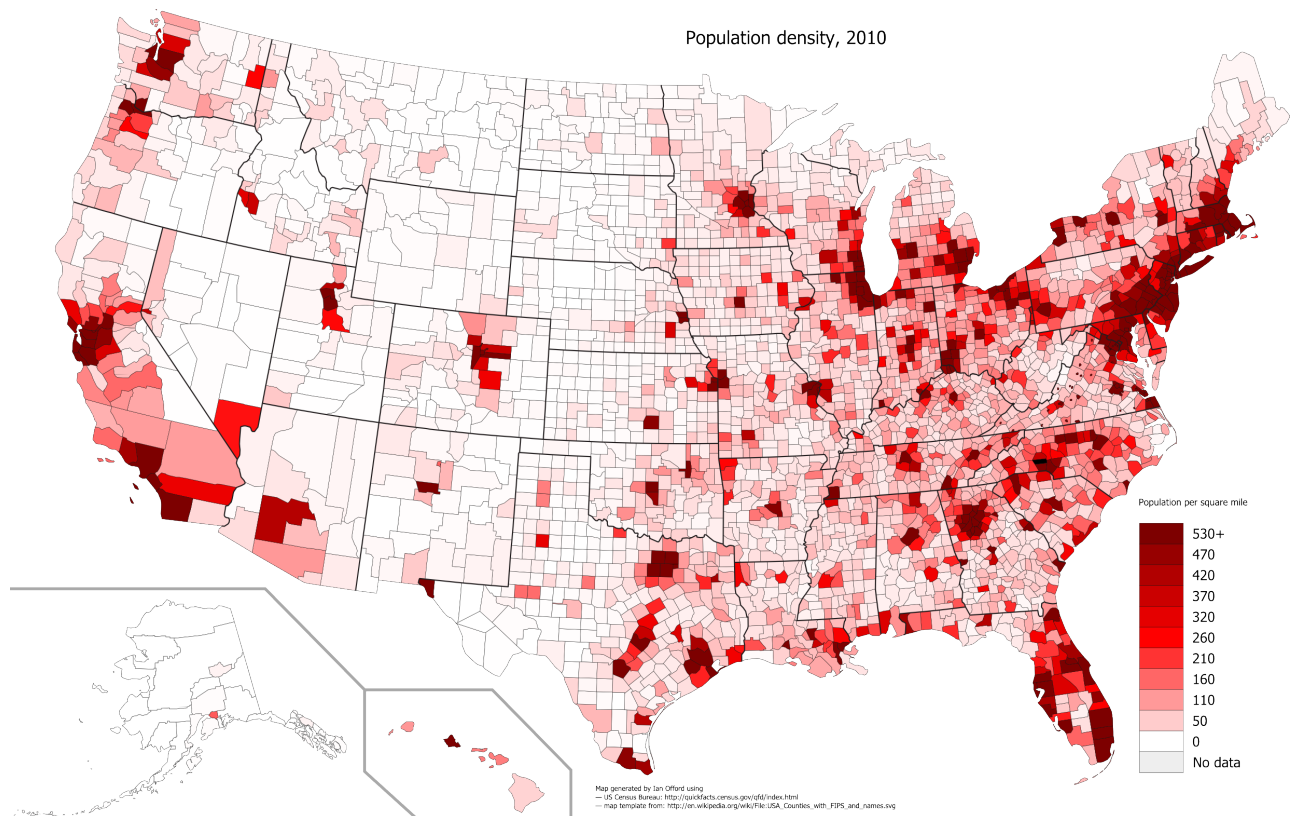 Population density, 2010
Population per square mile
530+
470
420
370
320
260
210
160
110
50
0
No data
Map generated by Ian Offord using
— US Census Bureau: http://quickfacts.census.gov/qfd/index.html
— map template from: http://en.wikipedia.org/wiki/File:USA_Counties_with_FIPS_and_names.svg